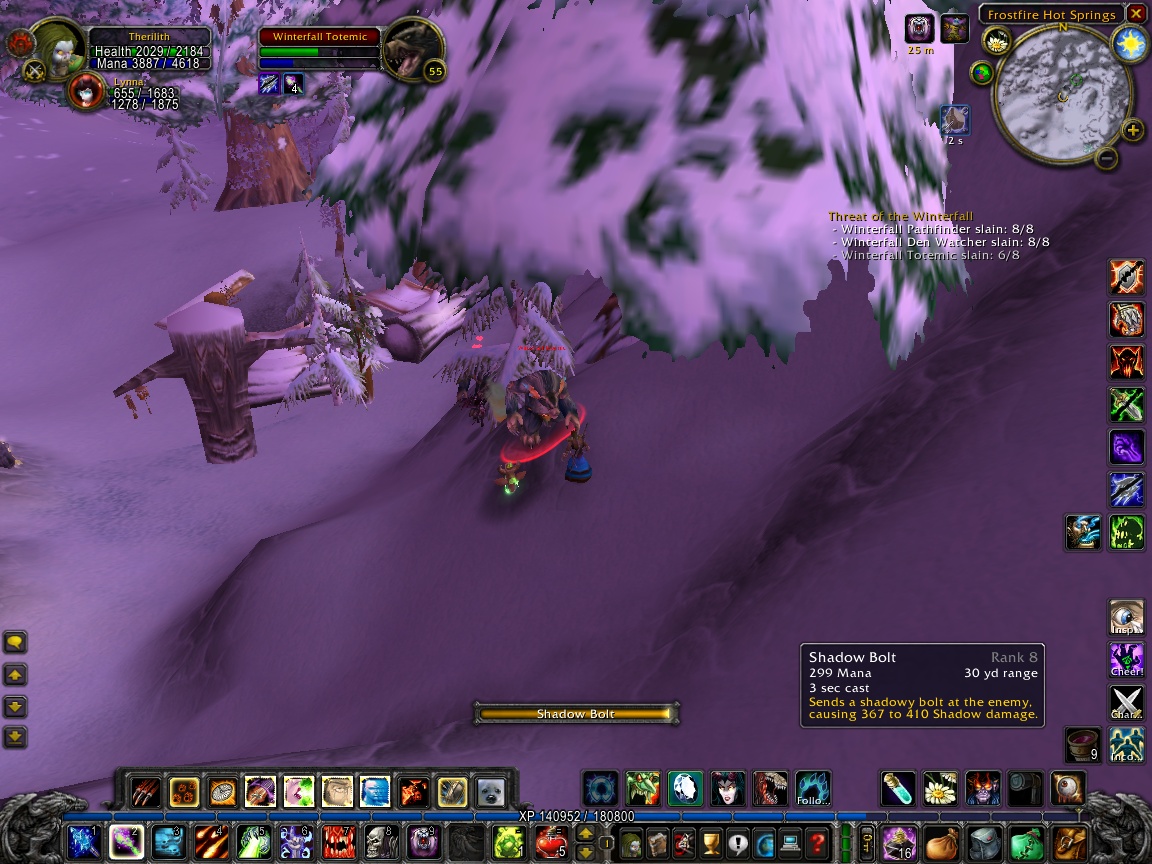 Therilith
Health 2029 / 2184
Mana 3887 / 4618
Lynna
655 / 1683
1278 / 1875
Winterfall Totemic
55
4
25 m
Frostfire Hot Springs
N
Threat of the Winterfall
- Winterfall Pathfinder slain: 8/8
- Winterfall Den Watcher slain: 8/8
- Winterfall Totemic slain: 6/8
Insp
Cheer!
Shadow Bolt Rank 8
299 Mana 30 yd range
3 sec cast
Sends a shadowy bolt at the enemy,
causing 367 to 410 Shadow damage.
Shadow Bolt
9
Follo...
XP 140952 / 180800
1 2 3 4 5 6 7 8 9
5
1
16